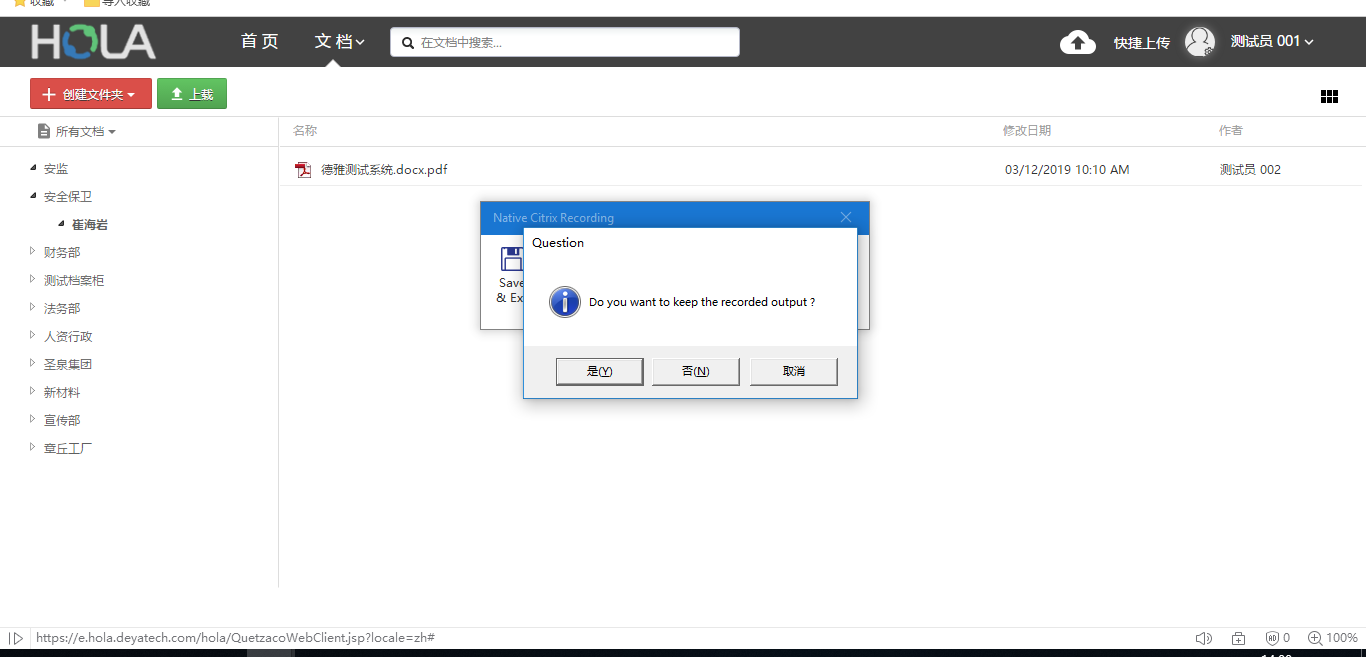 收藏
导入收藏
HOLA
首 页
文 档
在文档中搜索...
快捷上传
测试员 001
创建文件夹
上载
所有文档
名称
修改日期
作者
安监
德雅测试系统.docx.pdf
03/12/2019 10:10 AM
测试员 002
安全保卫
崔海岩
财务部
测试档案柜
法务部
人资行政
圣泉集团
新材料
宣传部
章丘工厂
Native Citrix Recording
Save
& Ex
Question
Do you want to keep the recorded output ?
是(Y)
否(N)
取消
https://e.hola.deyatech.com/hola/QuetzacoWebClient.jsp?locale=zh#
AD
0
100%